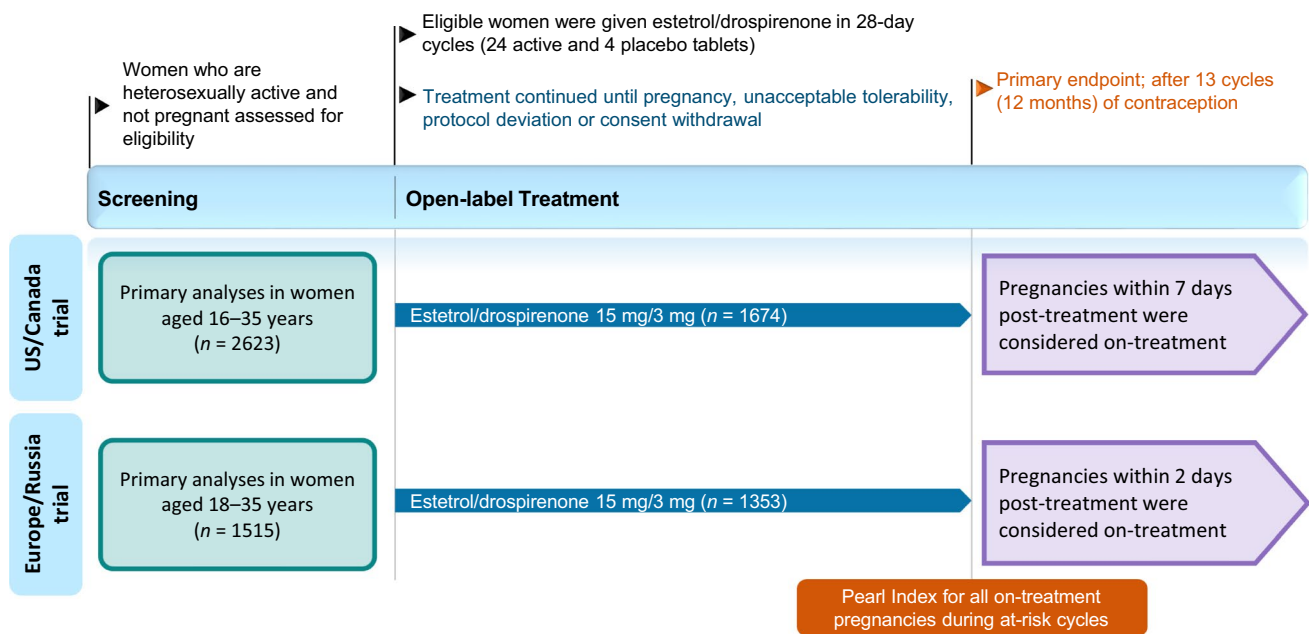 Women who are
heterosexually active and
not pregnant assessed for
eligibility
Eligible women were given estetrol/drospirenone in 28-day
cycles (24 active and 4 placebo tablets)
Treatment continued until pregnancy, unacceptable tolerability,
protocol deviation or consent withdrawal
Primary endpoint; after 13 cycles
(12 months) of contraception
Screening
Open-label Treatment
US/Canada
trial
Primary analyses in women
aged 16–35 years
(n = 2623)
Estetrol/drospirenone 15 mg/3 mg (n = 1674)
Pregnancies within 7 days
post-treatment were
considered on-treatment
Europe/Russia
trial
Primary analyses in women
aged 18–35 years
(n = 1515)
Estetrol/drospirenone 15 mg/3 mg (n = 1353)
Pregnancies within 2 days
post-treatment were
considered on-treatment
Pearl Index for all on-treatment
pregnancies during at-risk cycles